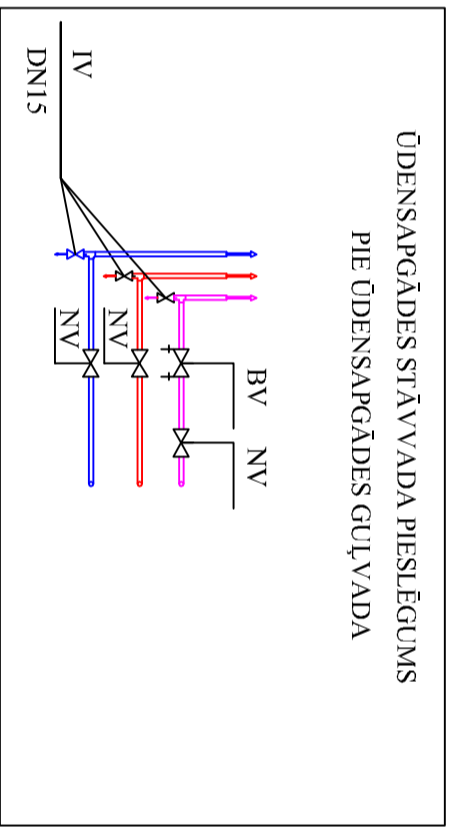 ŪDENSAPGĀDES STĀVVADA PIESLĒGUMS
PIE ŪDENSAPGĀDES GUĻVADA
BV
NV
NV
NV
IV
DN15